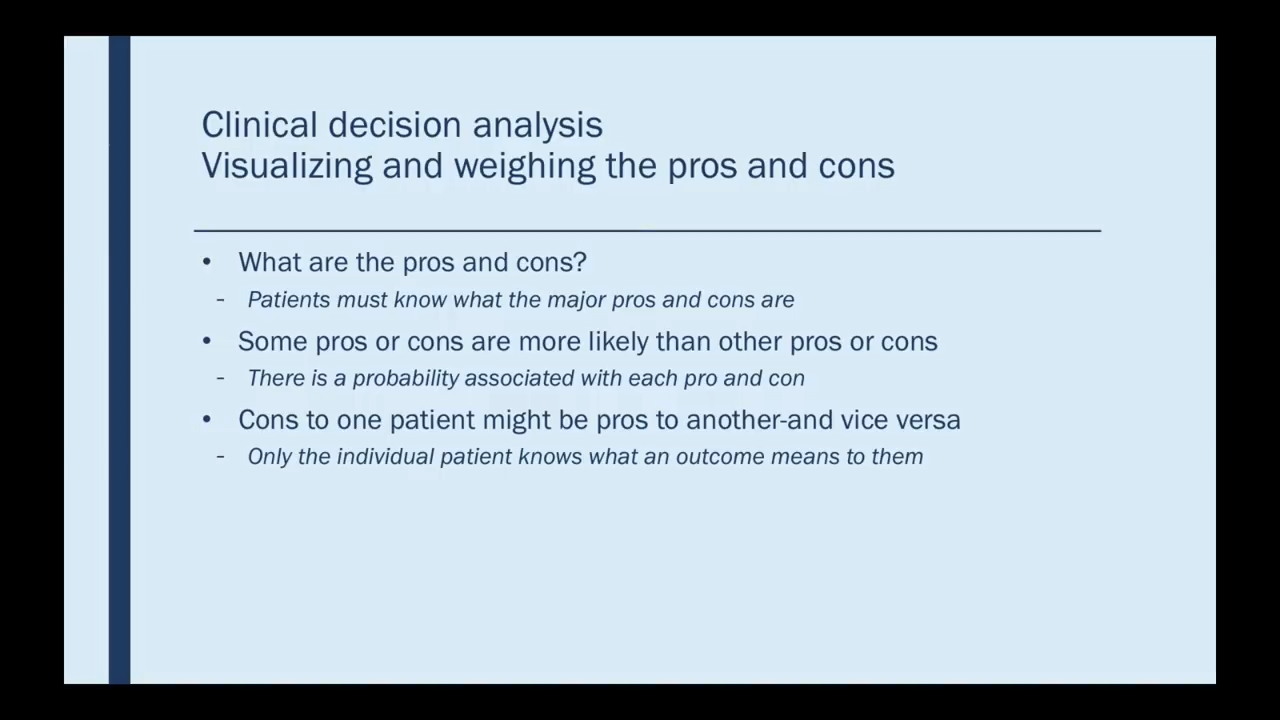 Clinical decision analysis
Visualizing and weighing the pros and cons
• What are the pros and cons?
- Patients must know what the major pros and cons are
• Some pros or cons are more likely than other pros or cons
- There is a probability associated with each pro and con
• Cons to one patient might be pros to another-and vice versa
- Only the individual patient knows what an outcome means to them